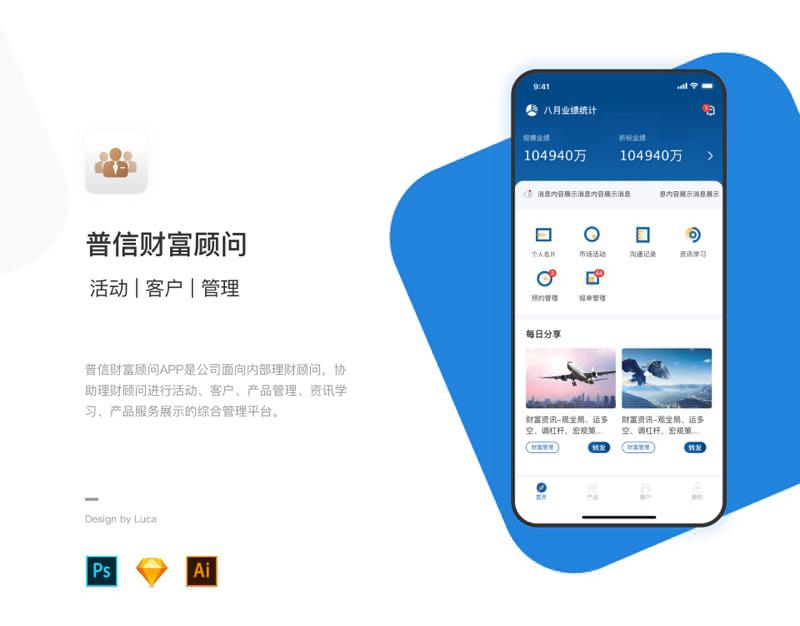 普信财富顾问
活动 | 客户 | 管理
普信财富顾问APP是公司面向内部理财顾问，协
助理财顾问进行活动、客户、产品管理、资讯学
习、产品服务展示的综合管理平台。
Design by Luca
Ps
Ai
9:41
八月业绩统计
1
规模业绩 折标业绩
104940万 104940万
消息内容展示消息内容展示消息 息内容展示消息展示
个人名片 市场活动 沟通记录 资讯学习
预约管理 报单管理
每日分享
财富资讯-观全局、运多
空、调杠杆，宏观策...
财富资讯-观全局、运多
空、调杠杆，宏观策...
财富管理 转发 财富管理 转发
首页 产品 客户 我的